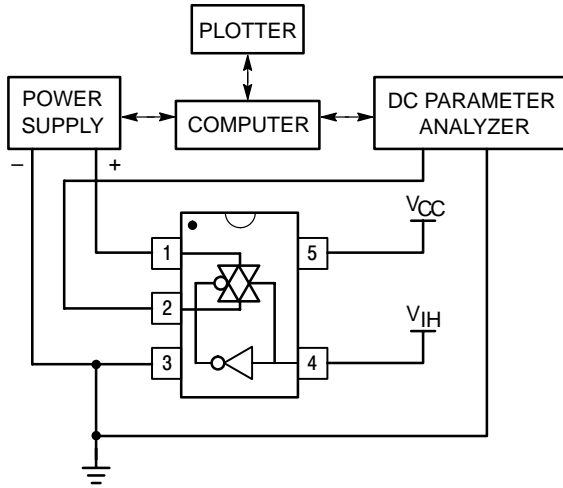 PLOTTER
POWER
SUPPLY
COMPUTER
DC PARAMETER
ANALYZER
– +
VCC
1
5
2
VIH
3
4